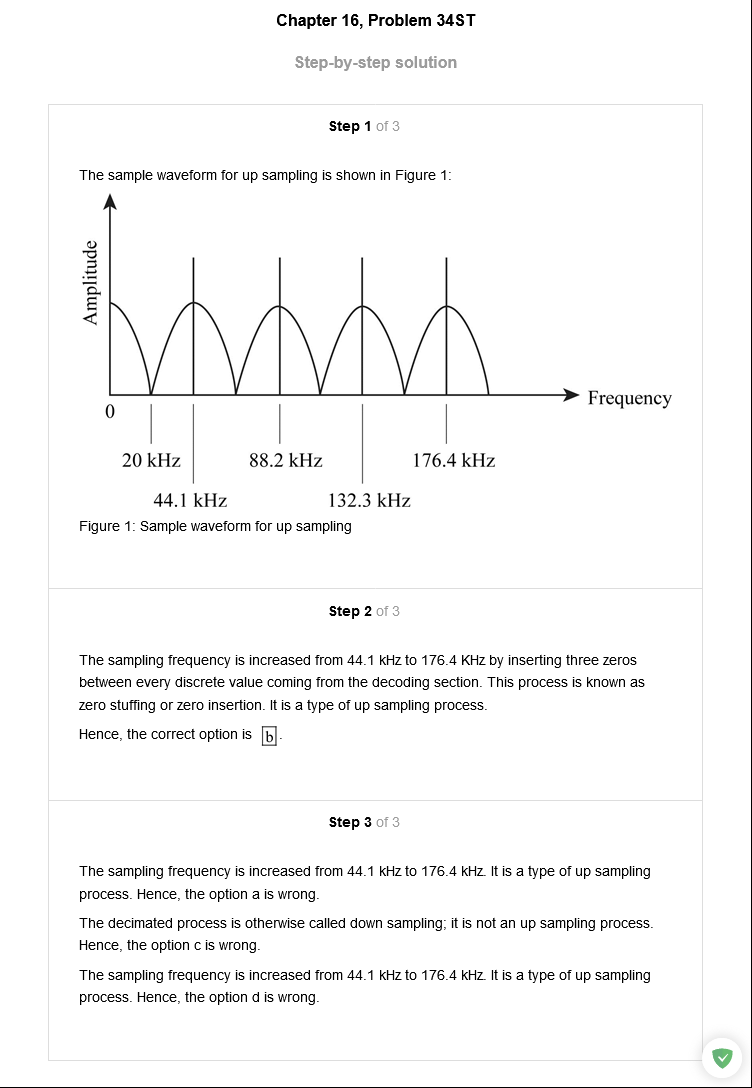 Chapter 16, Problem 34ST
Step-by-step solution
Step 1 of 3
The sample waveform for up sampling is shown in Figure 1:
Amplitude
0
Frequency
20 kHz
88.2 kHz
176.4 kHz
44.1 kHz
132.3 kHz
Figure 1: Sample waveform for up sampling
Step 2 of 3
The sampling frequency is increased from 44.1 kHz to 176.4 KHz by inserting three zeros
between every discrete value coming from the decoding section. This process is known as
zero stuffing or zero insertion. It is a type of up sampling process.
Hence, the correct option is b.
Step 3 of 3
The sampling frequency is increased from 44.1 kHz to 176.4 kHz. It is a type of up sampling
process. Hence, the option a is wrong.
The decimated process is otherwise called down sampling; it is not an up sampling process.
Hence, the option c is wrong.
The sampling frequency is increased from 44.1 kHz to 176.4 kHz. It is a type of up sampling
process. Hence, the option d is wrong.